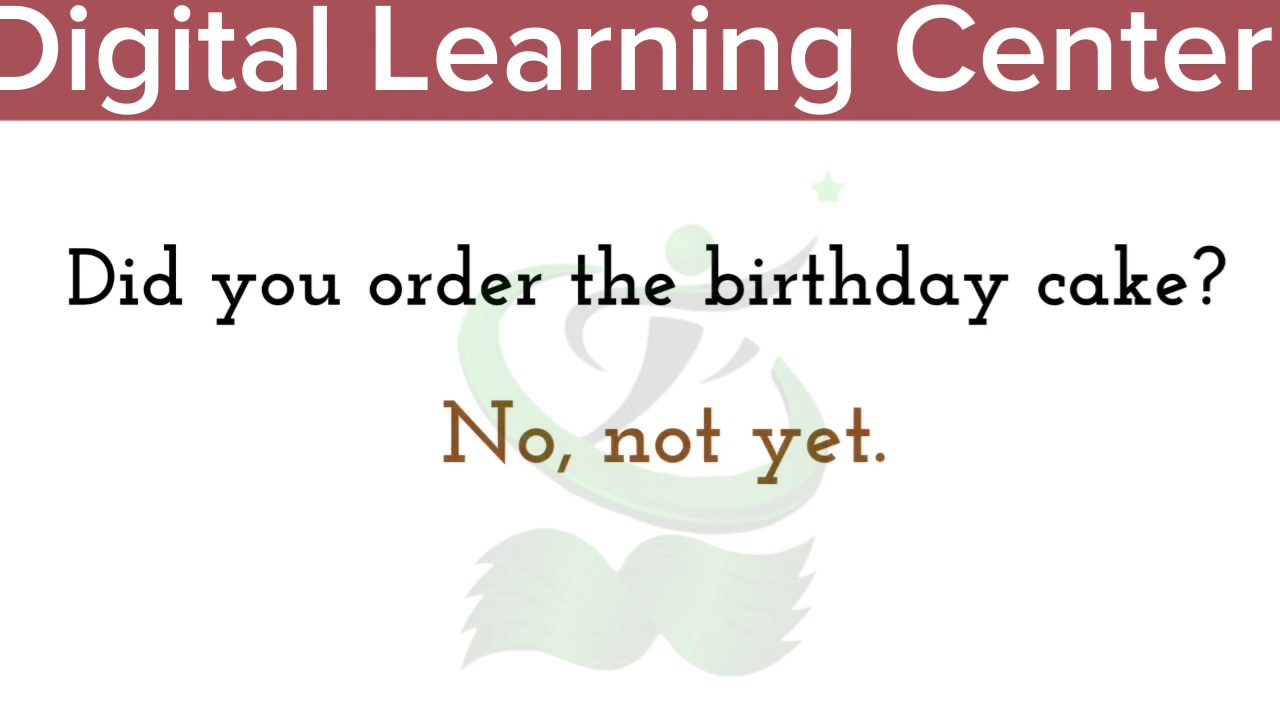 Digital Learning Center
Did you order the birthday cake?
No, not yet.